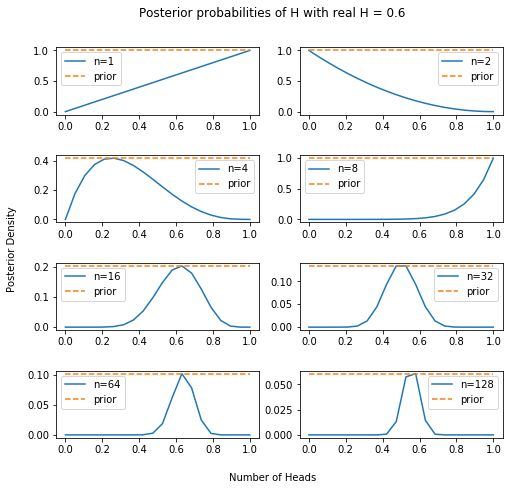 Posterior probabilities of H with real H = 0.6
1.0
0.5
0.0
n=1
prior
0.0 0.2 0.4 0.6 0.8 1.0
1.0
0.5
0.0
n=2
prior
0.0 0.2 0.4 0.6 0.8 1.0
0.4
0.2
0.0
n=4
prior
0.0 0.2 0.4 0.6 0.8 1.0
1.0
0.5
0.0
n=8
prior
0.0 0.2 0.4 0.6 0.8 1.0
Posterior Density
0.2
0.1
0.0
n=16
prior
0.0 0.2 0.4 0.6 0.8 1.0
0.10
0.05
0.00
n=32
prior
0.0 0.2 0.4 0.6 0.8 1.0
0.10
0.05
0.00
n=64
prior
0.0 0.2 0.4 0.6 0.8 1.0
0.050
0.025
0.000
n=128
prior
0.0 0.2 0.4 0.6 0.8 1.0
Number of Heads